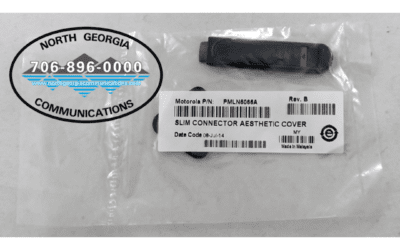 NORTH GEORGIA
706-896-0000
COMMUNICATIONS
Motorola P/N: PMLN6086A Rev. B
SLIM CONNECTOR AESTHETIC COVER
Date Code
MY
Made in Malaysia